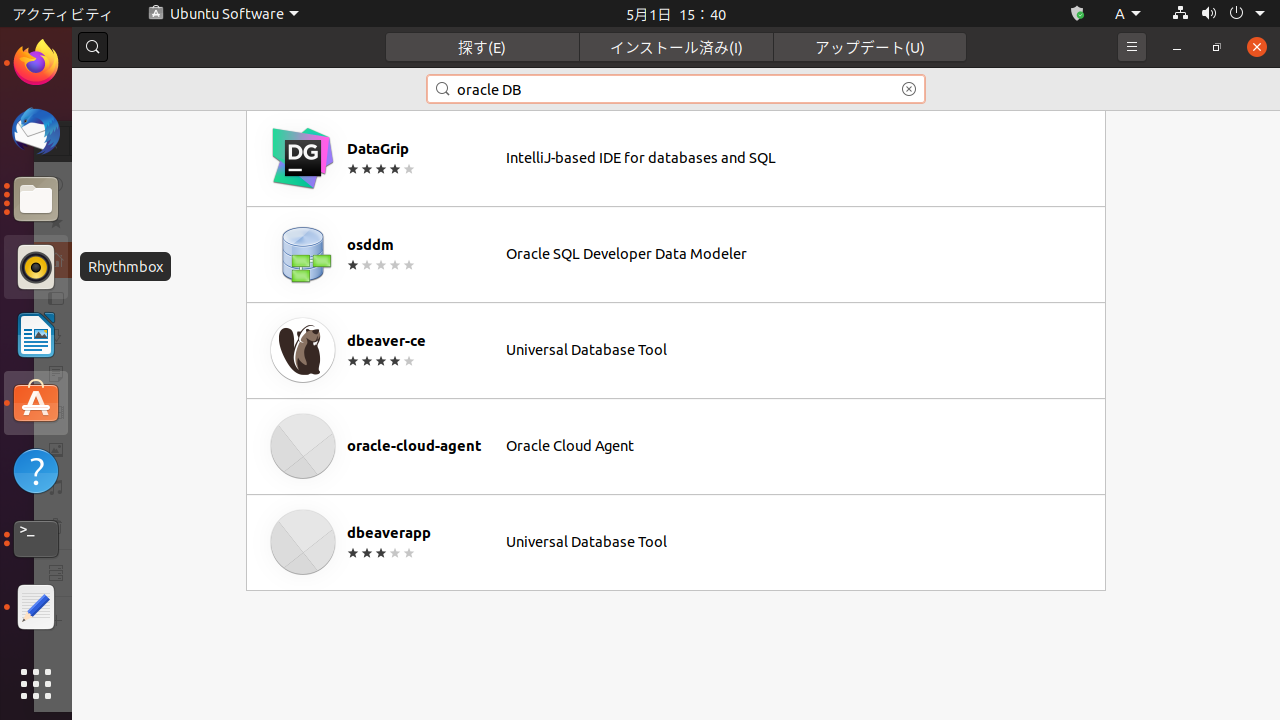 アクティビティ
Ubuntu Software
5月1日 15：40
A
探す(E)
インストール済み(I)
アップデート(U)
oracle DB
DG
DataGrip
IntelliJ-based IDE for databases and SQL
osddm
Oracle SQL Developer Data Modeler
Rhythmbox
dbeaver-ce
Universal Database Tool
oracle-cloud-agent
Oracle Cloud Agent
dbeaverapp
Universal Database Tool